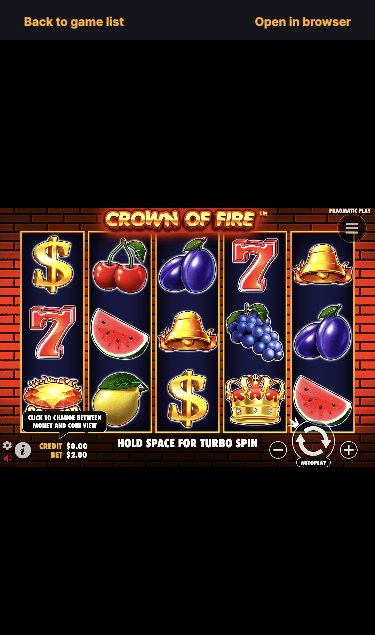 Back to game list
Open in browser
PRAGMATIC PLAY
CROWN OF FIRE™
CLICK TO CHANGE BETWEEN
MONEY AND COIN VIEW
CREDIT $0.00
BET $2.00
HOLD SPACE FOR TURBO SPIN
AUTOPLAY